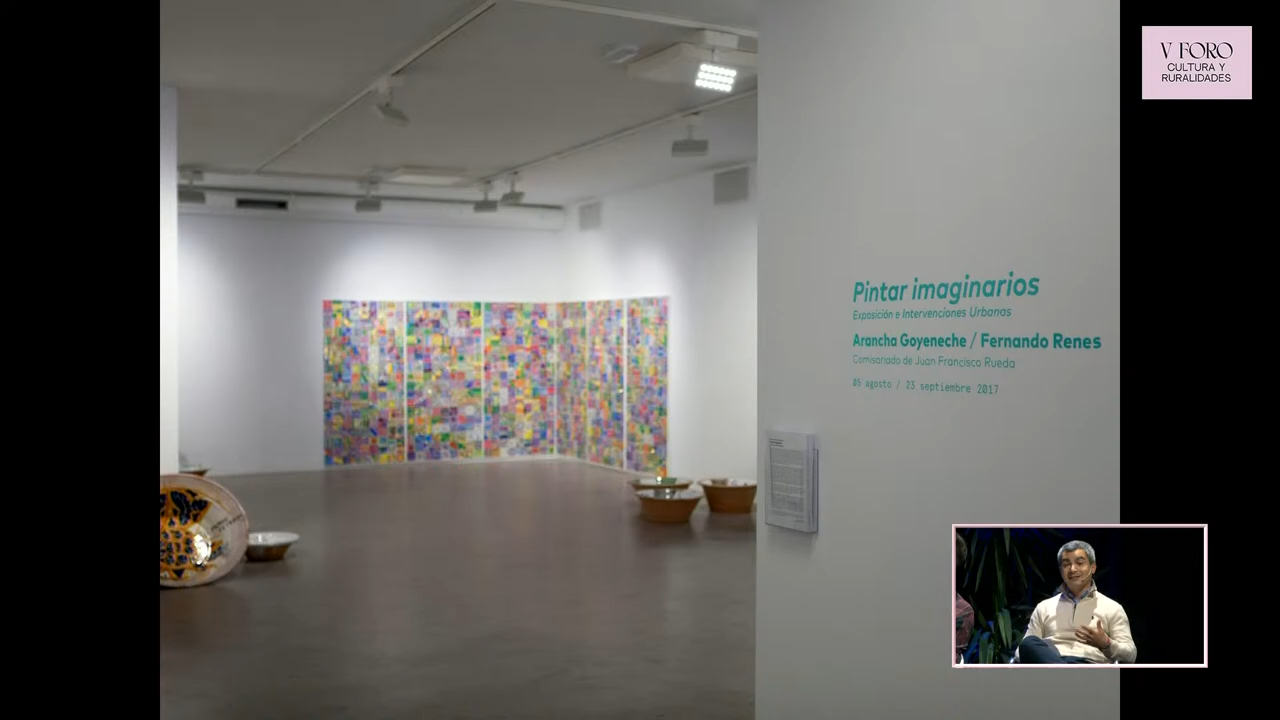 V FORO
CULTURA Y
RURALIDADES
Pintar imaginarios
Exposición e Intervenciones Urbanas
Arancha Goyeneche / Fernando Renes
Comisariado de Juan Francisco Rueda
05 agosto / 23 septiembre 2017